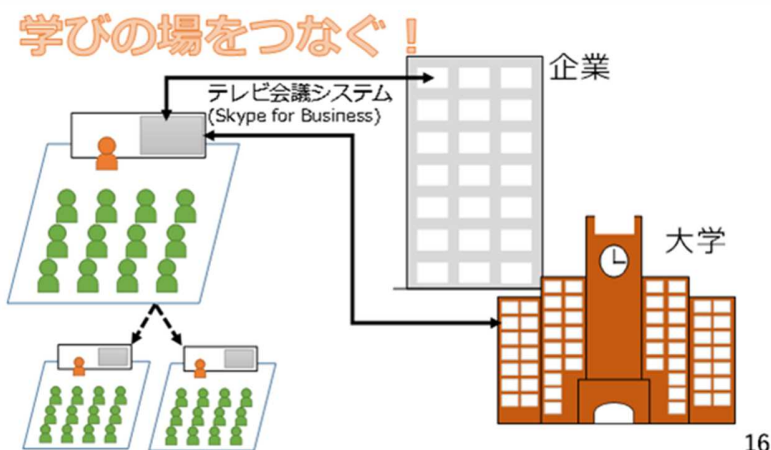 学びの場をつなぐ！
企業
テレビ会議システム
(Skype for Business)
大学
16